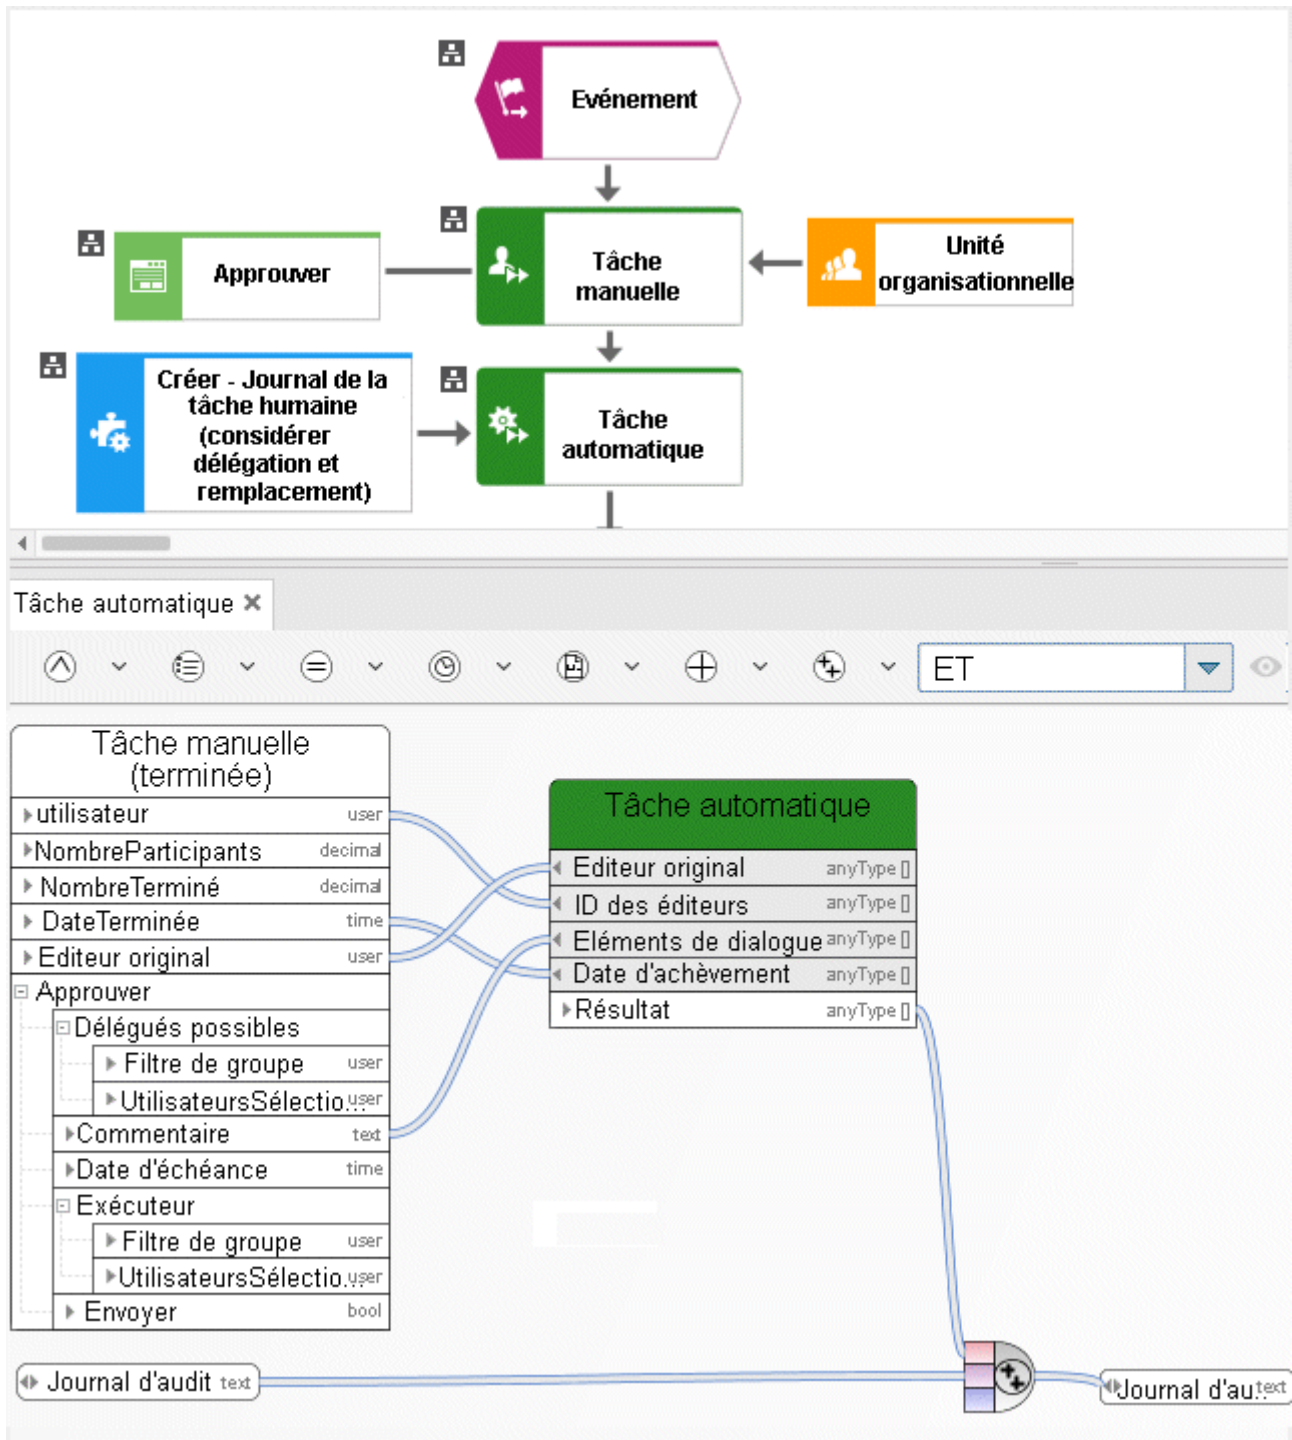 Evénement
Approuver
Tâche
manuelle
Unité
organisationnelle
Créer - Journal de la
tâche humaine
(considérer
délégation et
remplacement)
Tâche
automatique
Tâche automatique
ET
Tâche manuelle
(terminée)
utilisateur user
NombreParticipants decimal
NombreTerminé decimal
DateTerminée time
Editeur original user
Approuver
Délégués possibles
Filtre de groupe user
UtilisateursSélectio... user
Commentaire text
Date d'échéance time
Exécuteur
Filtre de groupe user
UtilisateursSélectio... user
Envoyer bool
Tâche automatique
Editeur original anyType []
ID des éditeurs anyType []
Eléments de dialogue anyType []
Date d'achèvement anyType []
Résultat anyType []
Journal d'audit text
Journal d'au... text